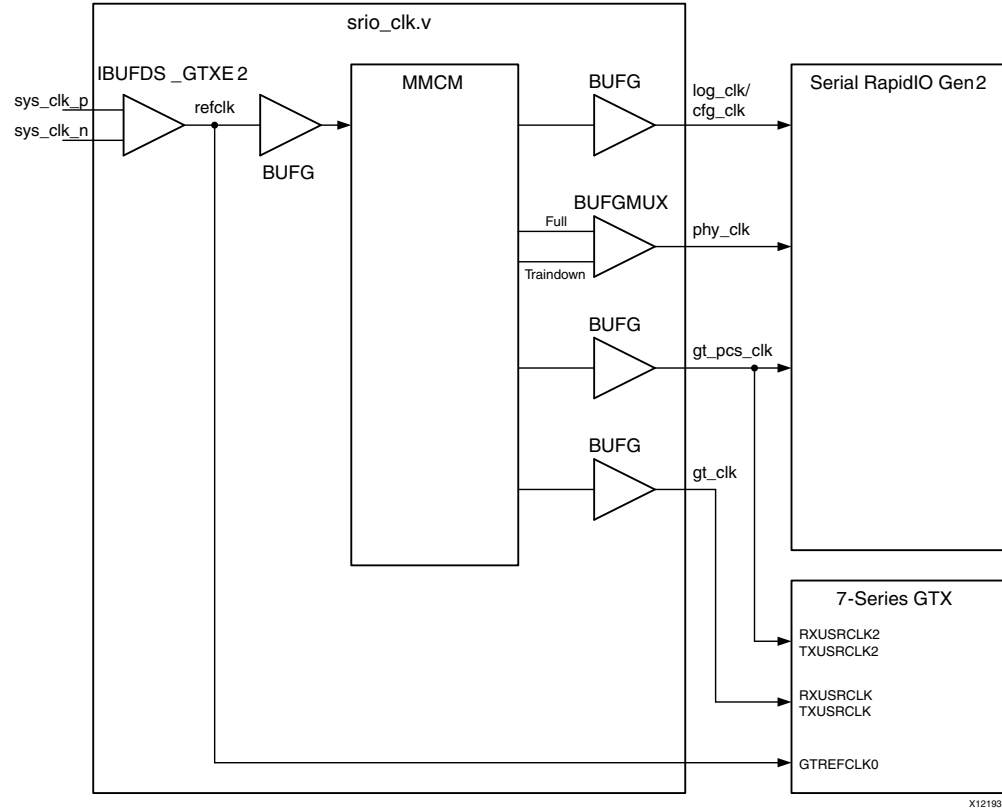 srio_clk.v
IBUFDS _GTXE 2
sys_clk_p
sys_clk_n
refclk
BUFG
MMCM
BUFG
log_clk/
cfg_clk
Serial RapidIO Gen2
BUFGMUX
Full
Traindown
phy_clk
BUFG
gt_pcs_clk
BUFG
gt_clk
7-Series GTX
RXUSRCLK2
TXUSRCLK2
RXUSRCLK
TXUSRCLK
GTREFCLK0
X12193